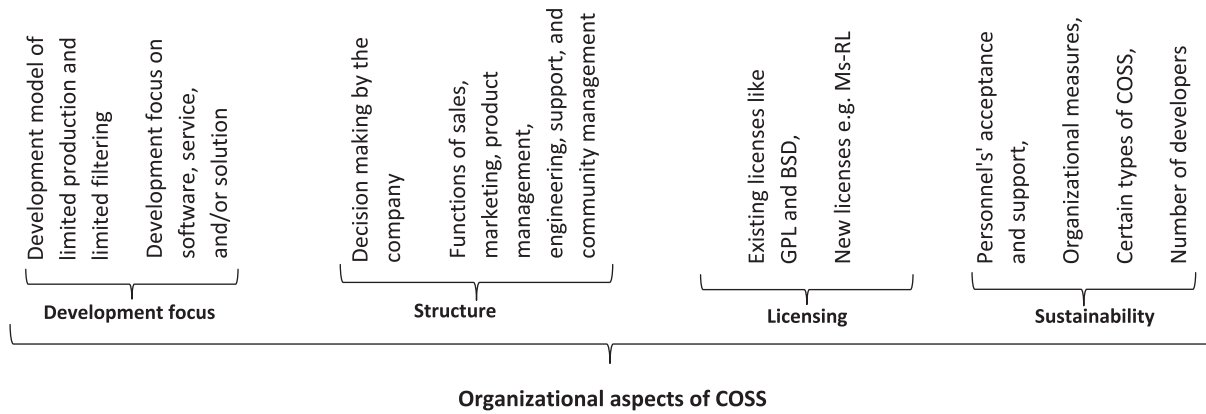 Development model of
limited production and
limited filtering
Development focus on
software, service,
and/or solution
Development focus
Decision making by the
company
Functions of sales,
marketing, product
management,
engineering, support, and
community management
Structure
Existing licenses like
GPL and BSD,
New licenses e.g. Ms-RL
Licensing
Personnel's' acceptance
and support,
Organizational measures,
Certain types of COSS,
Number of developers
Sustainability
Organizational aspects of COSS